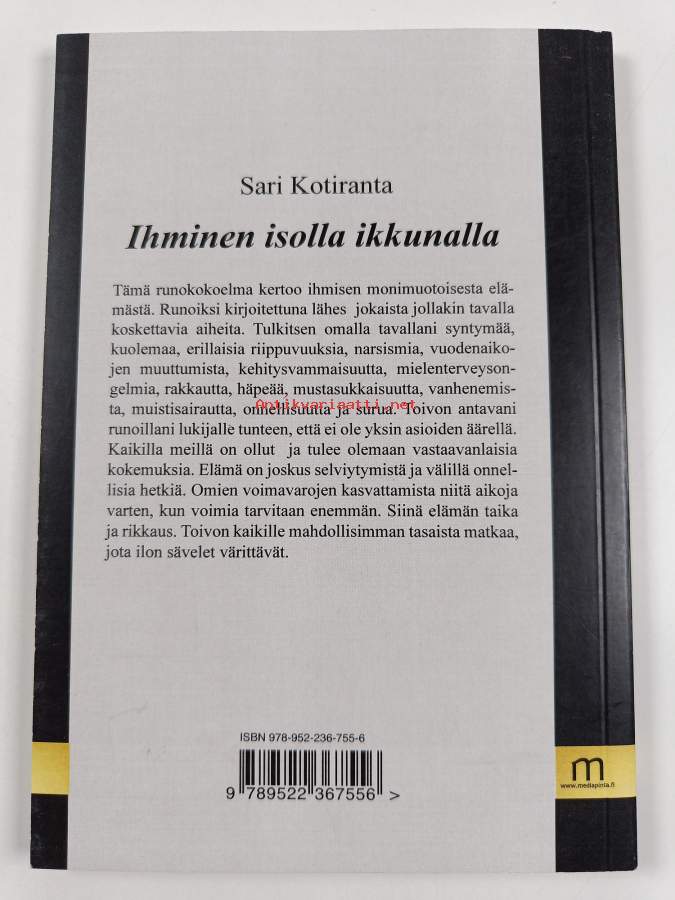 Sari Kotiranta
Ihminen isolla ikkunalla
Tämä runokokoelma kertoo ihmisen monimuotoisesta elä-
mästä. Runoiksi kirjoitettuna lähes jokaista jollakin tavalla
koskettavia aiheita. Tulkitsen omalla tavallani syntymää,
kuolemaa, erillaisia riippuvuuksia, narsismia, vuodenaiko-
jen muuttumista, kehitysvammaisuutta, mielenterveyson-
gelmia, rakkautta, häpeää, mustasukkaisuutta, vanhenemis-
ta, muistisairautta, onnellisuutta ja surua. Toivon antavani
Antikvariaatti.net
runoillani lukijalle tunteen, että ei ole yksin asioiden äärellä.
Kaikilla meillä on ollut ja tulee olemaan vastaavanlaisia
kokemuksia. Elämä on joskus selviytymistä ja välillä onnel-
lisia hetkiä. Omien voimavarojen kasvattamista niitä aikoja
varten, kun voimia tarvitaan enemmän. Siinä elämän taika
ja rikkaus. Toivon kaikille mahdollisimman tasaista matkaa,
jota ilon sävelet värittävät.
ISBN 978-952-236-755-6
9 789522 367556 >
m
www.mediapinta.fi